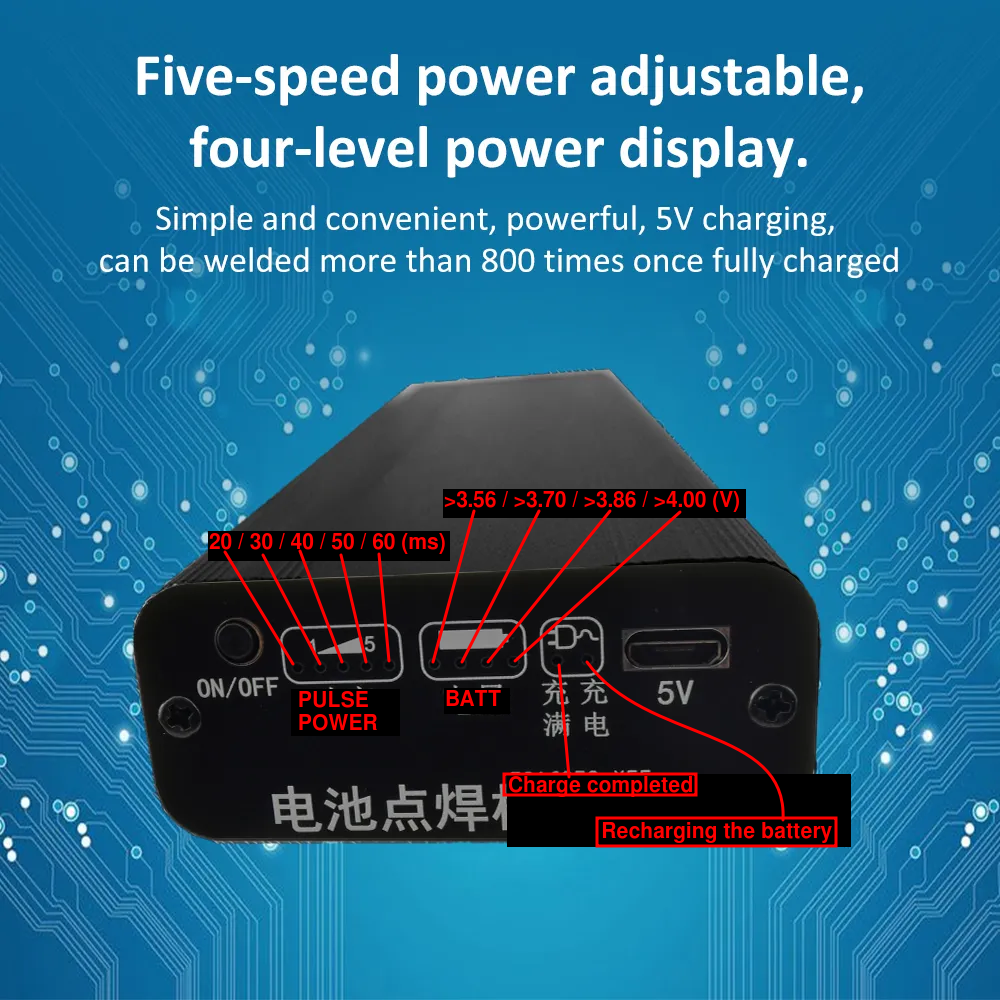 Five-speed power adjustable,
four-level power display.
Simple and convenient, powerful, 5V charging,
can be welded more than 800 times once fully charged
>3.56 / >3.70 / >3.86 / >4.00 (V)
20 / 30 / 40 / 50 / 60 (ms)
1 5
ON/OFF
PULSE
POWER
BATT
充 充
满 电
5V
电池点焊机
Charge completed
Recharging the battery